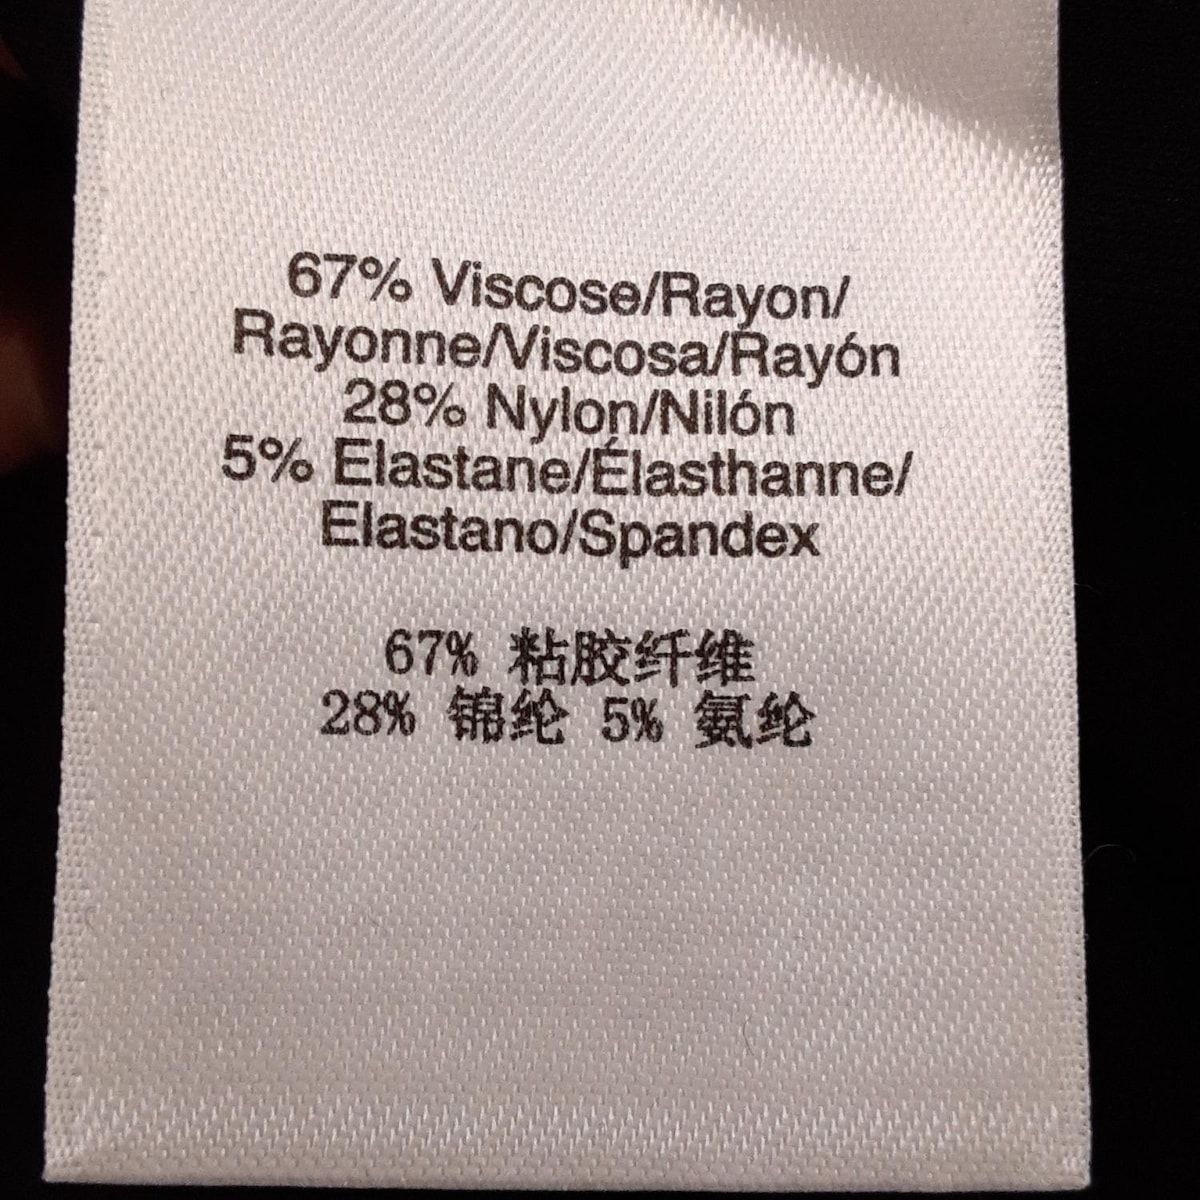 67% Viscose/Rayon/
Rayonne/Viscosa/Rayón
28% Nylon/Nilón
5% Elastane/Élasthanne/
Elastano/Spandex
67% 粘胶纤维
28% 锦纶 5% 氨纶